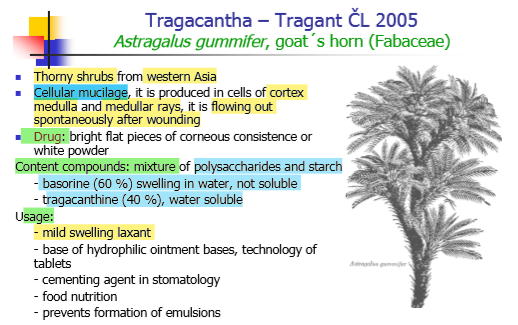 Tragacantha – Tragant ČL 2005
Astragalus gummifer, goat´s horn (Fabaceae)
Thorny shrubs from western Asia
Cellular mucilage, it is produced in cells of cortex
medulla and medullar rays, it is flowing out
spontaneously after wounding
Drug: bright flat pieces of corneous consistence or
white powder
Content compounds: mixture of polysaccharides and starch
- basorine (60 %) swelling in water, not soluble
- tragacanthine (40 %), water soluble
Usage:
- mild swelling laxant
- base of hydrophilic ointment bases, technology of
tablets
- cementing agent in stomatology
- food nutrition
- prevents formation of emulsions
Astragalus gummifer